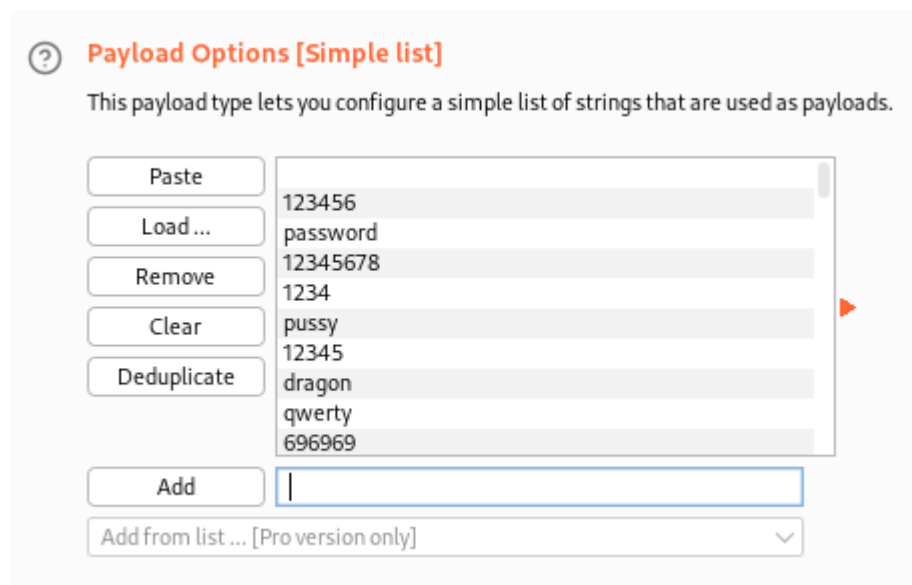 Payload Options [Simple list]
This payload type lets you configure a simple list of strings that are used as payloads.
Paste
Load ...
Remove
Clear
Deduplicate
123456
password
12345678
1234
pussy
12345
dragon
qwerty
696969
Add
Add from list ... [Pro version only]